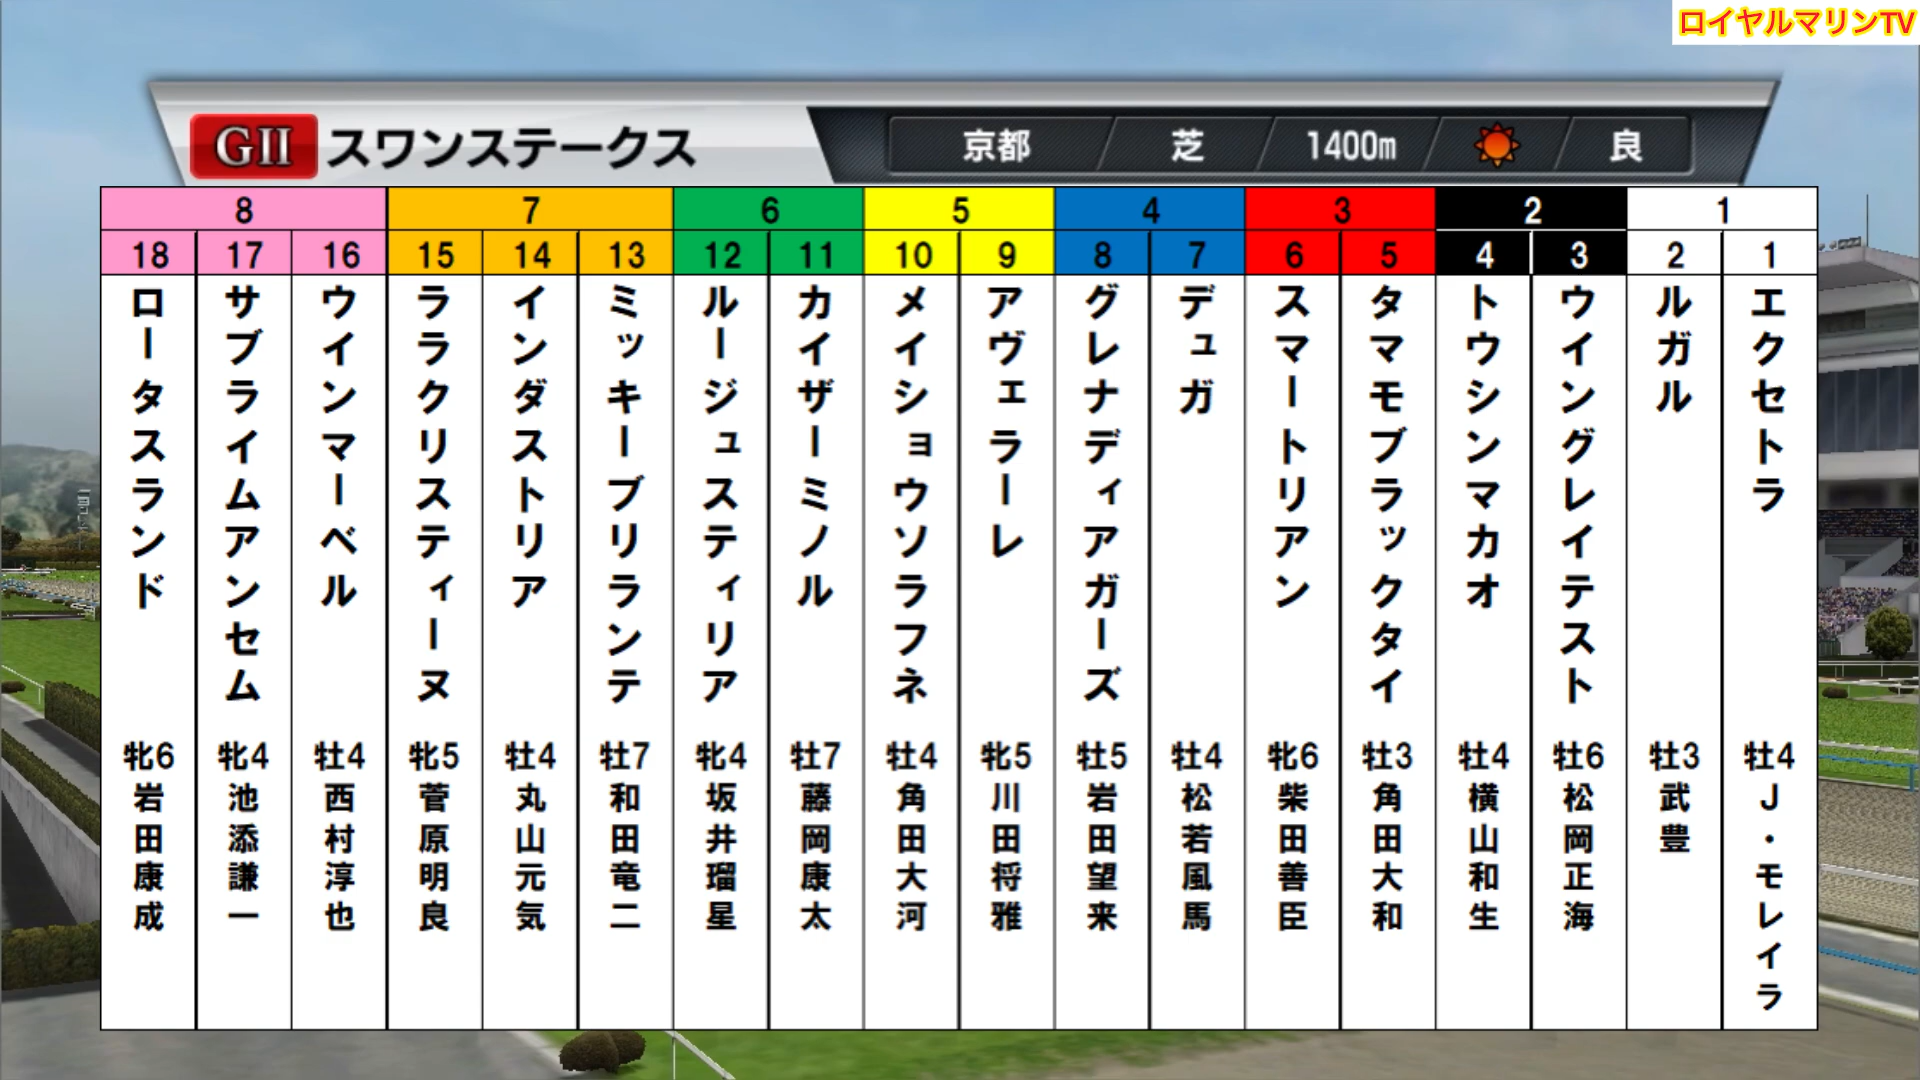 ロイヤルマリンTV
GII スワンステークス 京都 芝 1400m 良
1
1
エクセトラ
牡4
J・モレイラ
2
ルガル
牡3
武豊
2
3
ウイングレイテスト
牡6
松岡正海
4
トウシンマカオ
牡4
横山和生
3
5
タマモブラックタイ
牡3
角田大和
6
スマートリアン
牝6
柴田善臣
4
7
デュガ
牡4
松若風馬
8
グレナディアガーズ
牡5
岩田望来
5
9
アヴェラーレ
牝5
川田将雅
10
メイショウソラフネ
牡4
角田大河
6
11
カイザーミノル
牡7
藤岡康太
12
ルージュスティリア
牝4
坂井瑠星
7
13
ミッキーブリランテ
牡7
和田竜二
14
インダストリア
牡4
丸山元気
15
ララクリスティーヌ
牝5
菅原明良
8
16
ウインマーベル
牡4
西村淳也
17
サブライムアンセム
牝4
池添謙一
18
ロータスランド
牝6
岩田康成